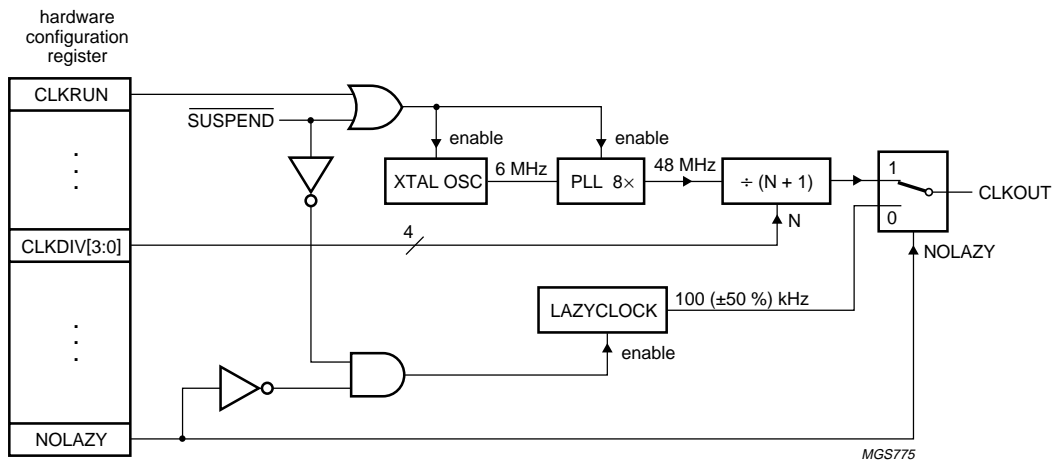 hardware
configuration
register
CLKRUN
SUSPEND
enable
enable
XTAL OSC
6 MHz
PLL 8×
48 MHz
÷ (N + 1)
1
0
CLKOUT
N
NOLAZY
CLKDIV[3:0]
4
LAZYCLOCK
100 (±50 %) kHz
enable
NOLAZY
MGS775